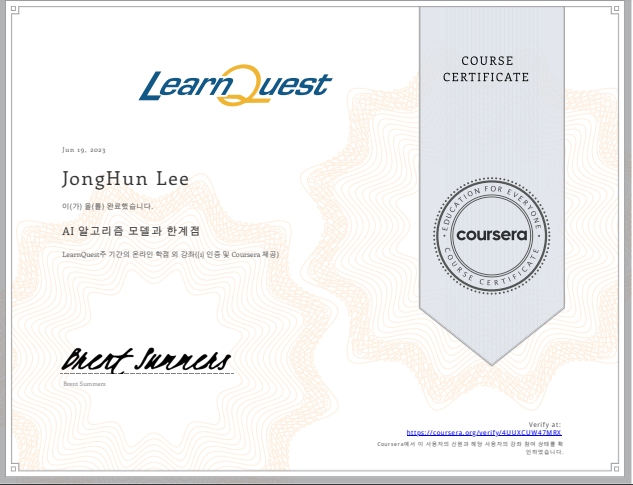 LearnQuest
COURSE
CERTIFICATE
Jun 19, 2023
JongHun Lee
이(가) 을(를) 완료했습니다.
AI 알고리즘 모델과 한계점
LearnQuest주 기간의 온라인 학점 외 강좌({1} 인증 및 Coursera 제공)
EDUCATION FOR EVERYONE
coursera
COURSE CERTIFICATE
Brent Summers
Brent Summers
Verify at:
https://coursera.org/verify/4UUXCUW47MRX
Coursera에서 이 사용자의 신원과 해당 사용자의 강좌 참여 상태를 확
인하였습니다.